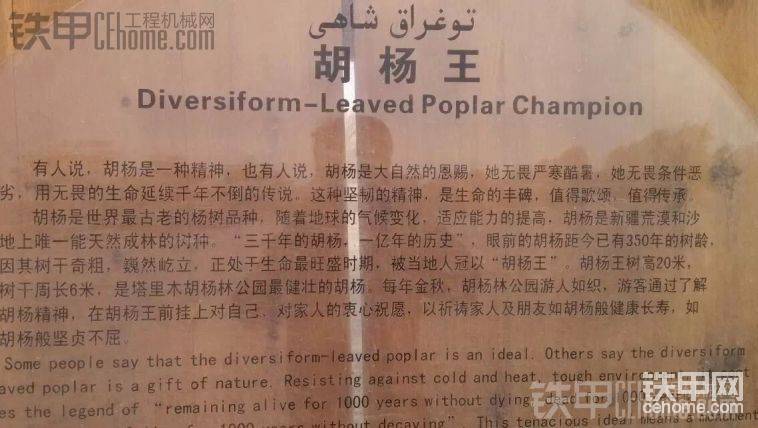 铁甲 工程机械网
CEhome.com
توغراق شاھى
胡杨王
Diversiform-Leaved Poplar Champion
有人说，胡杨是一种精神，也有人说，胡杨是大自然的恩赐，她无畏严寒酷暑，她无畏条件恶
劣，用无畏的生命延续千年不倒的传说。这种坚韧的精神，是生命的丰碑，值得歌颂，值得传承。
胡杨是世界最古老的杨树品种，随着地球的气候变化，适应能力的提高，胡杨是新疆荒漠和沙
地上唯一能天然成林的树种。“三千年的胡杨，一亿年的历史”，眼前的胡杨距今已有350年的树龄，
因其树干奇粗，巍然屹立，正处于生命最旺盛时期，被当地人冠以“胡杨王”。胡杨王树高20米，
树干周长6米，是塔里木胡杨林公园最健壮的胡杨。每年金秋，胡杨林公园游人如织，游客通过了解
胡杨精神，在胡杨王前挂上对自己、对家人的衷心祝愿，以祈祷家人及朋友如胡杨般健康长寿，如
胡杨般坚贞不屈。
Some people say that the diversiform-leaved poplar is an ideal. Others say the diversiform
aved poplar is a gift of nature. Resisting against cold and heat, tough
es the legend of "remaining alive for 1000 years without dying, dead for
for 1000 years without decaying". This tenacious ideal means a
铁甲网
cehome.com